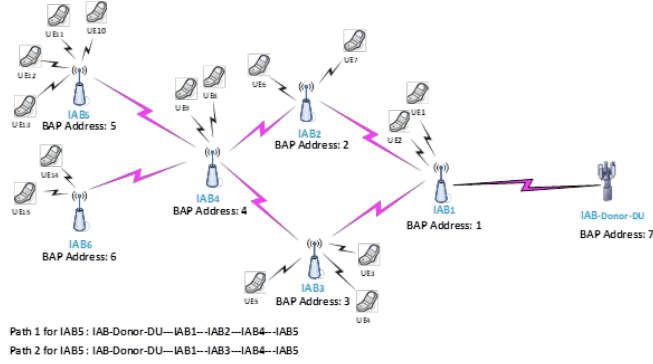 UE11
UE10
UE12
UE13
IAB5
BAP Address: 5
UE9
UE8
UE6
UE7
IAB2
BAP Address: 2
UE1
UE2
UE14
UE15
IAB4
BAP Address: 4
IAB6
BAP Address: 6
IAB1
BAP Address: 1
IAB-Donor-DU
BAP Address: 7
IAB3
BAP Address: 3
UE3
UE5
UE4
Path 1 for IAB5 : IAB-Donor-DU---IAB1---IAB2---IAB4---IAB5
Path 2 for IAB5 : IAB-Donor-DU---IAB1---IAB3----IAB4---IAB5